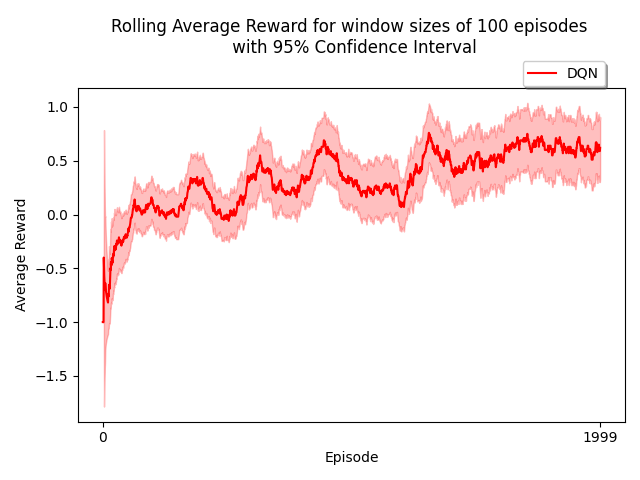 Rolling Average Reward for window sizes of 100 episodes
with 95% Confidence Interval
DQN
1.0
0.5
0.0
−0.5
−1.0
−1.5
Average Reward
0
1999
Episode